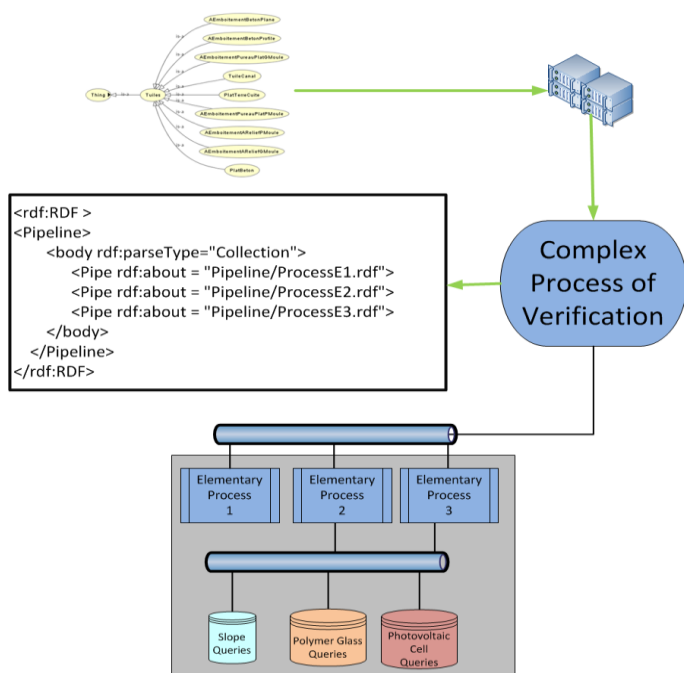 AEmboitementBetonPlane
AEmboitementBetonProfile
AEmboitementPureauPlatGMoule
TuileCanal
Thing
is-a
Tuiles
PlatTerreCuite
AEmboitementPureauPlatPMoule
AEmboitementAReliefPMoule
AEmboitementAReliefGMoule
PlatBeton
<rdf:RDF >
<Pipeline>
<body rdf:parseType="Collection">
<Pipe rdf:about = "Pipeline/ProcessE1.rdf">
<Pipe rdf:about = "Pipeline/ProcessE2.rdf">
<Pipe rdf:about = "Pipeline/ProcessE3.rdf">
</body>
</Pipeline>
</rdf:RDF>
Complex
Process of
Verification
Elementary
Process
1
Elementary
Process
2
Elementary
Process
3
Slope
Queries
Polymer Glass
Queries
Photovoltaic
Cell
Queries